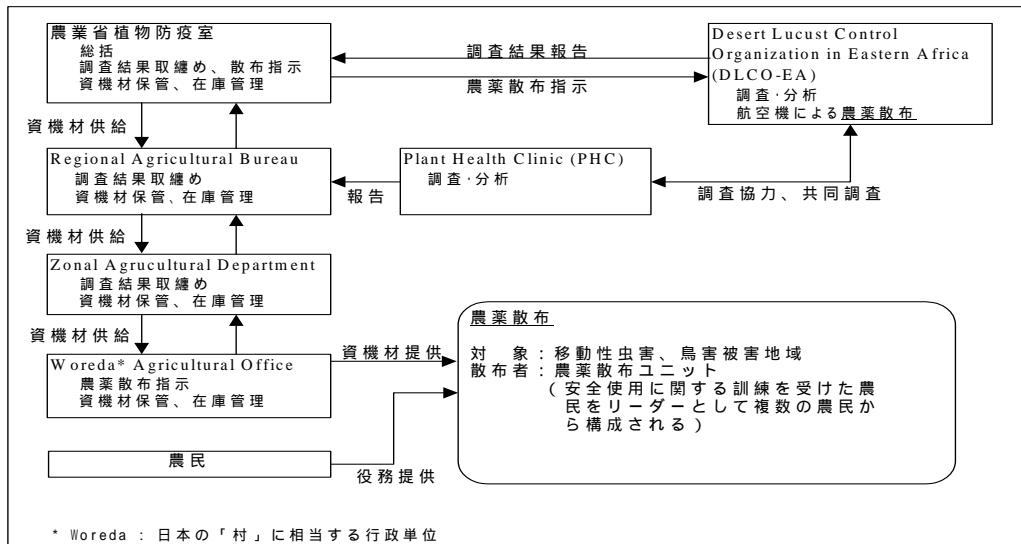 農業省植物防疫室
総括
調査結果取纏め、散布指示
資機材保管、在庫管理
調査結果報告
農薬散布指示
Desert Lucust Control
Organization in Eastern Africa
(DLCO-EA)
調査･分析
航空機による農薬散布
資機材供給
Regional Agricultural Bureau
調査結果取纏め
資機材保管、在庫管理
報告
Plant Health Clinic (PHC)
調査･分析
調査協力、共同調査
資機材供給
Zonal Agrucultural Department
調査結果取纏め
資機材保管、在庫管理
資機材供給
Woreda* Agricultural Office
農薬散布指示
資機材保管、在庫管理
資機材提供
農薬散布
対　象：移動性虫害、鳥害被害地域
散布者：農薬散布ユニット
（安全使用に関する訓練を受けた農
民をリーダーとして複数の農民か
ら構成される）
農民
役務提供
* Woreda : 日本の「村」に相当する行政単位